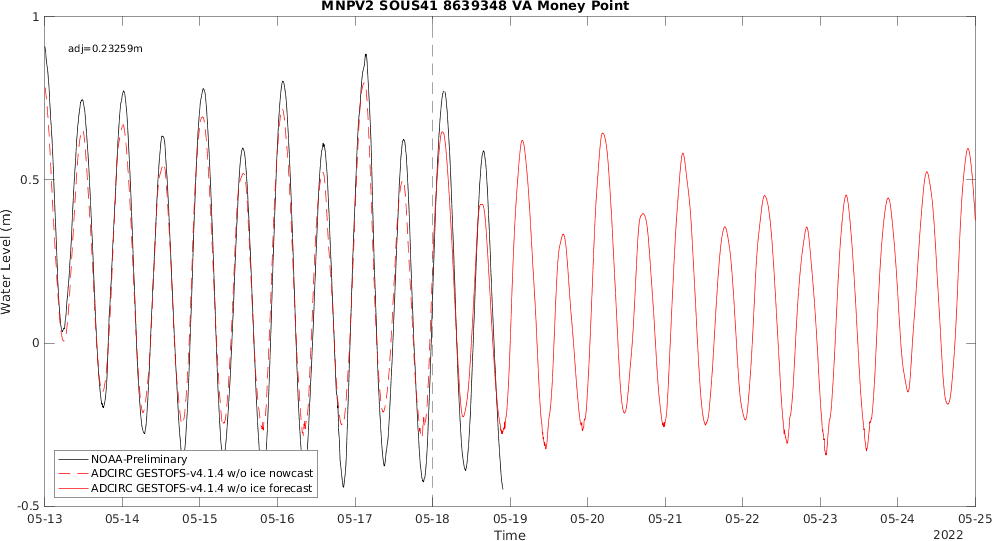 MNPV2 SOUS41 8639348 VA Money Point
adj=0.23259m
1
0.5
0
-0.5
Water Level (m)
NOAA-Preliminary
ADCIRC GESTOFS-v4.1.4 w/o ice nowcast
ADCIRC GESTOFS-v4.1.4 w/o ice forecast
05-13 05-14 05-15 05-16 05-17 05-18 05-19 05-20 05-21 05-22 05-23 05-24 05-25
Time
2022